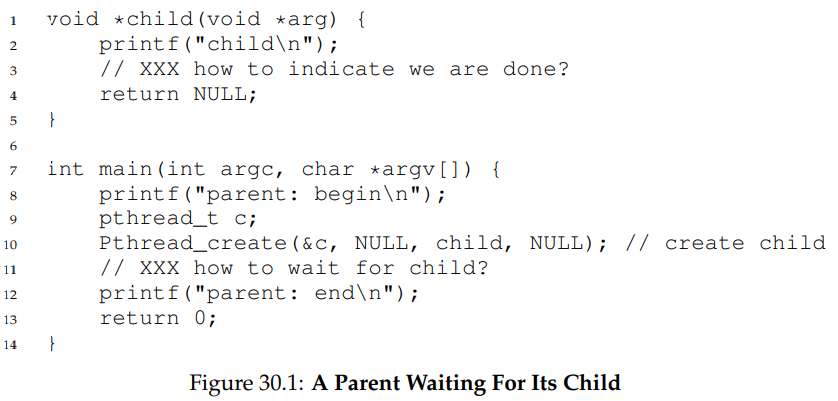 1 void *child(void *arg) {
2     printf("child\n");
3     // XXX how to indicate we are done?
4     return NULL;
5 }
6
7 int main(int argc, char *argv[]) {
8     printf("parent: begin\n");
9     pthread_t c;
10     Pthread_create(&c, NULL, child, NULL); // create child
11     // XXX how to wait for child?
12     printf("parent: end\n");
13     return 0;
14 }
Figure 30.1: A Parent Waiting For Its Child